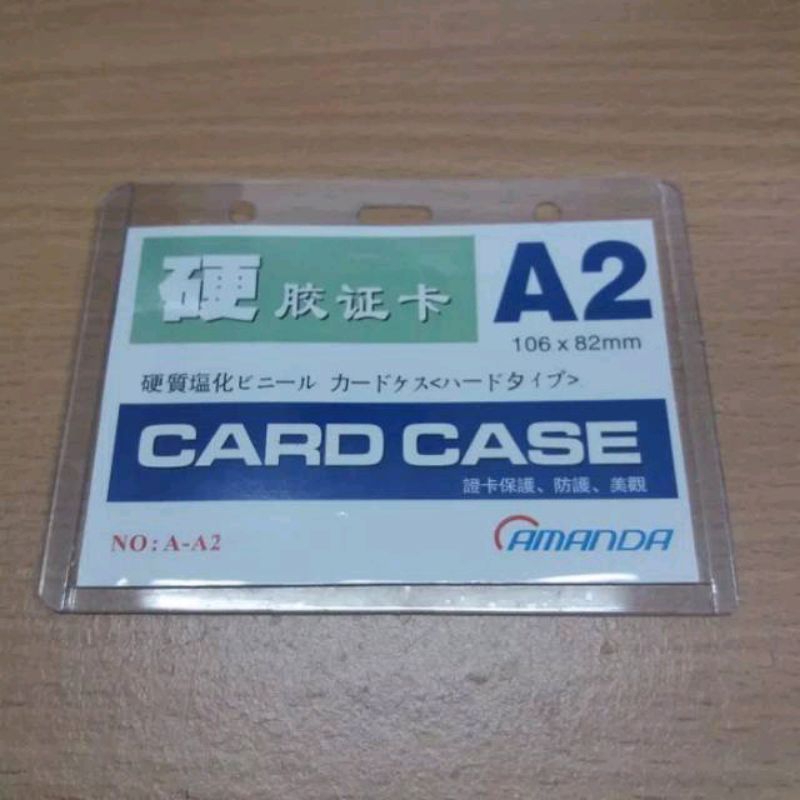 硬胶证卡
A2
106 x 82mm
硬質塩化ビニール カードケス<ハードタイプ>
CARD CASE
證卡保護、防護、美觀
NO: A-A2
AMANDA